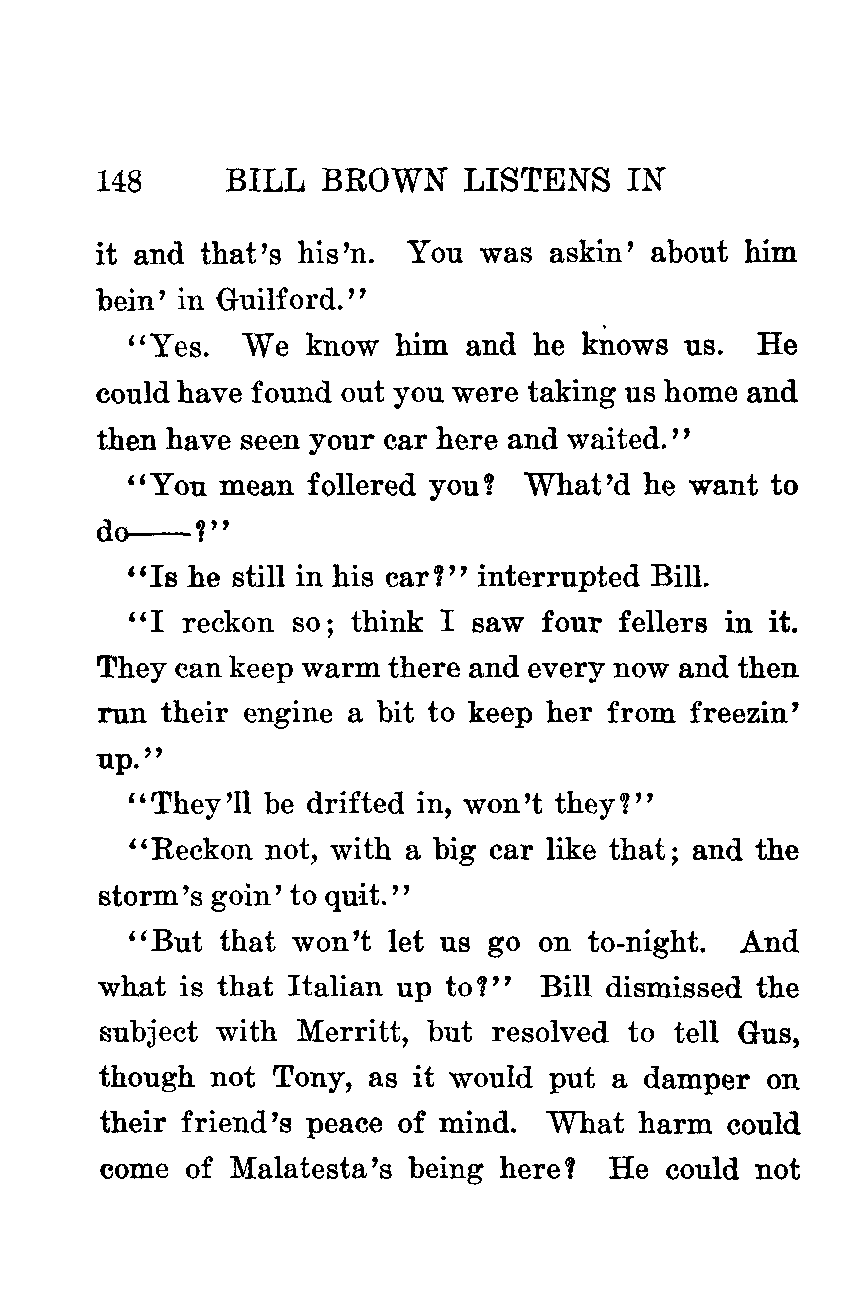 148 BILL BROWN LISTENS IN
it and that's his'n. You was askin' about him
bein' in Guilford."
"Yes. We know him and he knows us. He
could have found out you were taking us home and
then have seen your car here and waited."
"You mean follered you? What'd he want to
do——?"
"Is he still in his car?" interrupted Bill.
"I reckon so; think I saw four fellers in it.
They can keep warm there and every now and then
run their engine a bit to keep her from freezin'
up."
"They'll be drifted in, won't they?"
"Reckon not, with a big car like that; and the
storm's goin' to quit."
"But that won't let us go on to-night. And
what is that Italian up to?" Bill dismissed the
subject with Merritt, but resolved to tell Gus,
though not Tony, as it would put a damper on
their friend's peace of mind. What harm could
come of Malatesta's being here? He could not